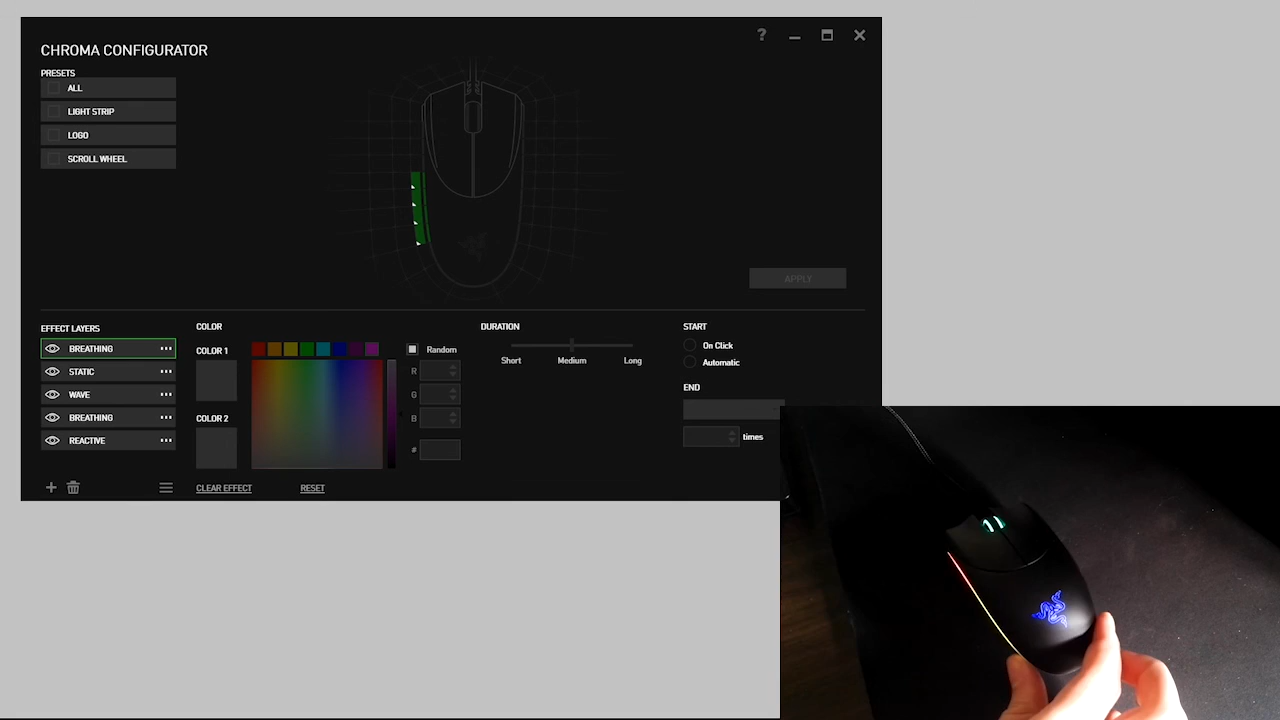 ?
CHROMA CONFIGURATOR
PRESETS
ALL
LIGHT STRIP
LOGO
SCROLL WHEEL
APPLY
EFFECT LAYERS
BREATHING
STATIC
WAVE
BREATHING
REACTIVE
COLOR
COLOR 1
COLOR 2
Random
R
G
B
#
CLEAR EFFECT
RESET
DURATION
Short Medium Long
START
On Click
Automatic
END
times